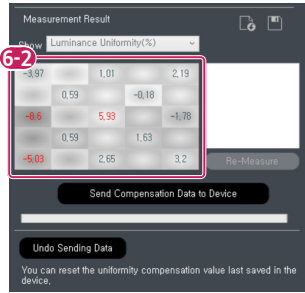 Measurement Result
Show Luminance Uniformity(%)
6-2
-3,97 1,01 2,19
0,59 -0,18
-8,6 5,93 -1,78
0,59 1,63
-5,03 2,65 3,2
Re-Measure
Send Compensation Data to Device
Undo Sending Data
You can reset the uniformity compensation value last saved in the
device,